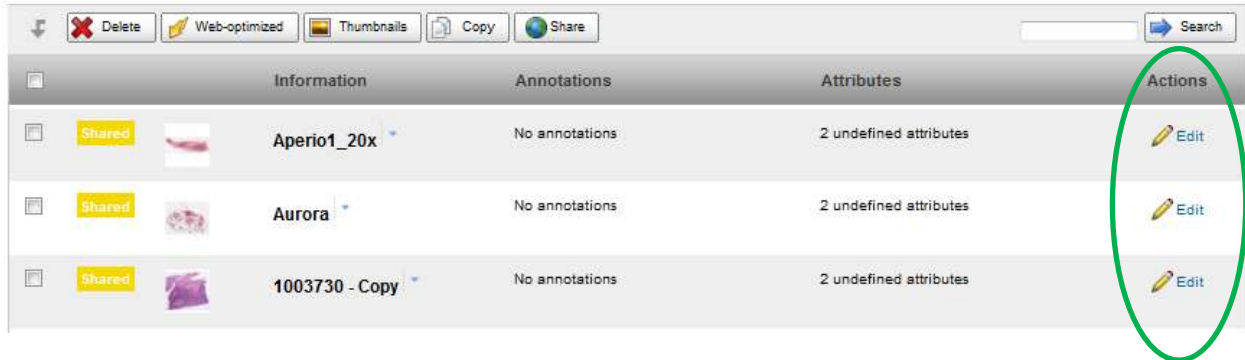 Delete Web-optimized Thumbnails Copy Share Search
Information Annotations Attributes Actions
Shared Aperio1_20x No annotations 2 undefined attributes Edit
Shared Aurora No annotations 2 undefined attributes Edit
Shared 1003730 - Copy No annotations 2 undefined attributes Edit